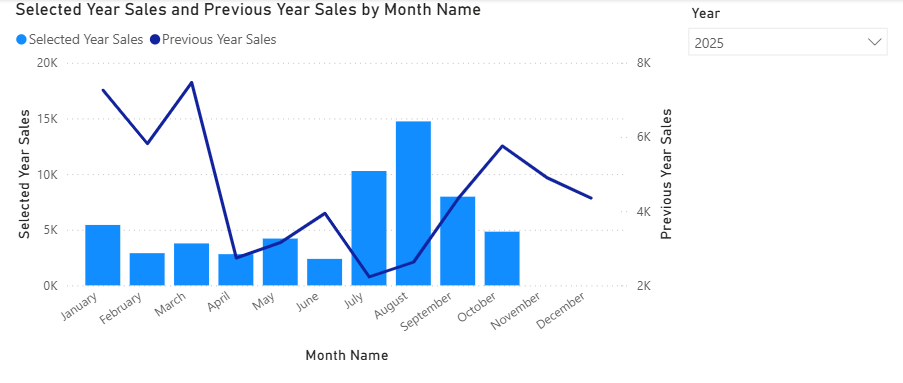 Selected Year Sales and Previous Year Sales by Month Name
Selected Year Sales Previous Year Sales
Year
2025
Selected Year Sales
20K
15K
10K
5K
0K
8K
6K
4K
2K
Previous Year Sales
January
February
March
April
May
June
July
August
September
October
November
December
Month Name